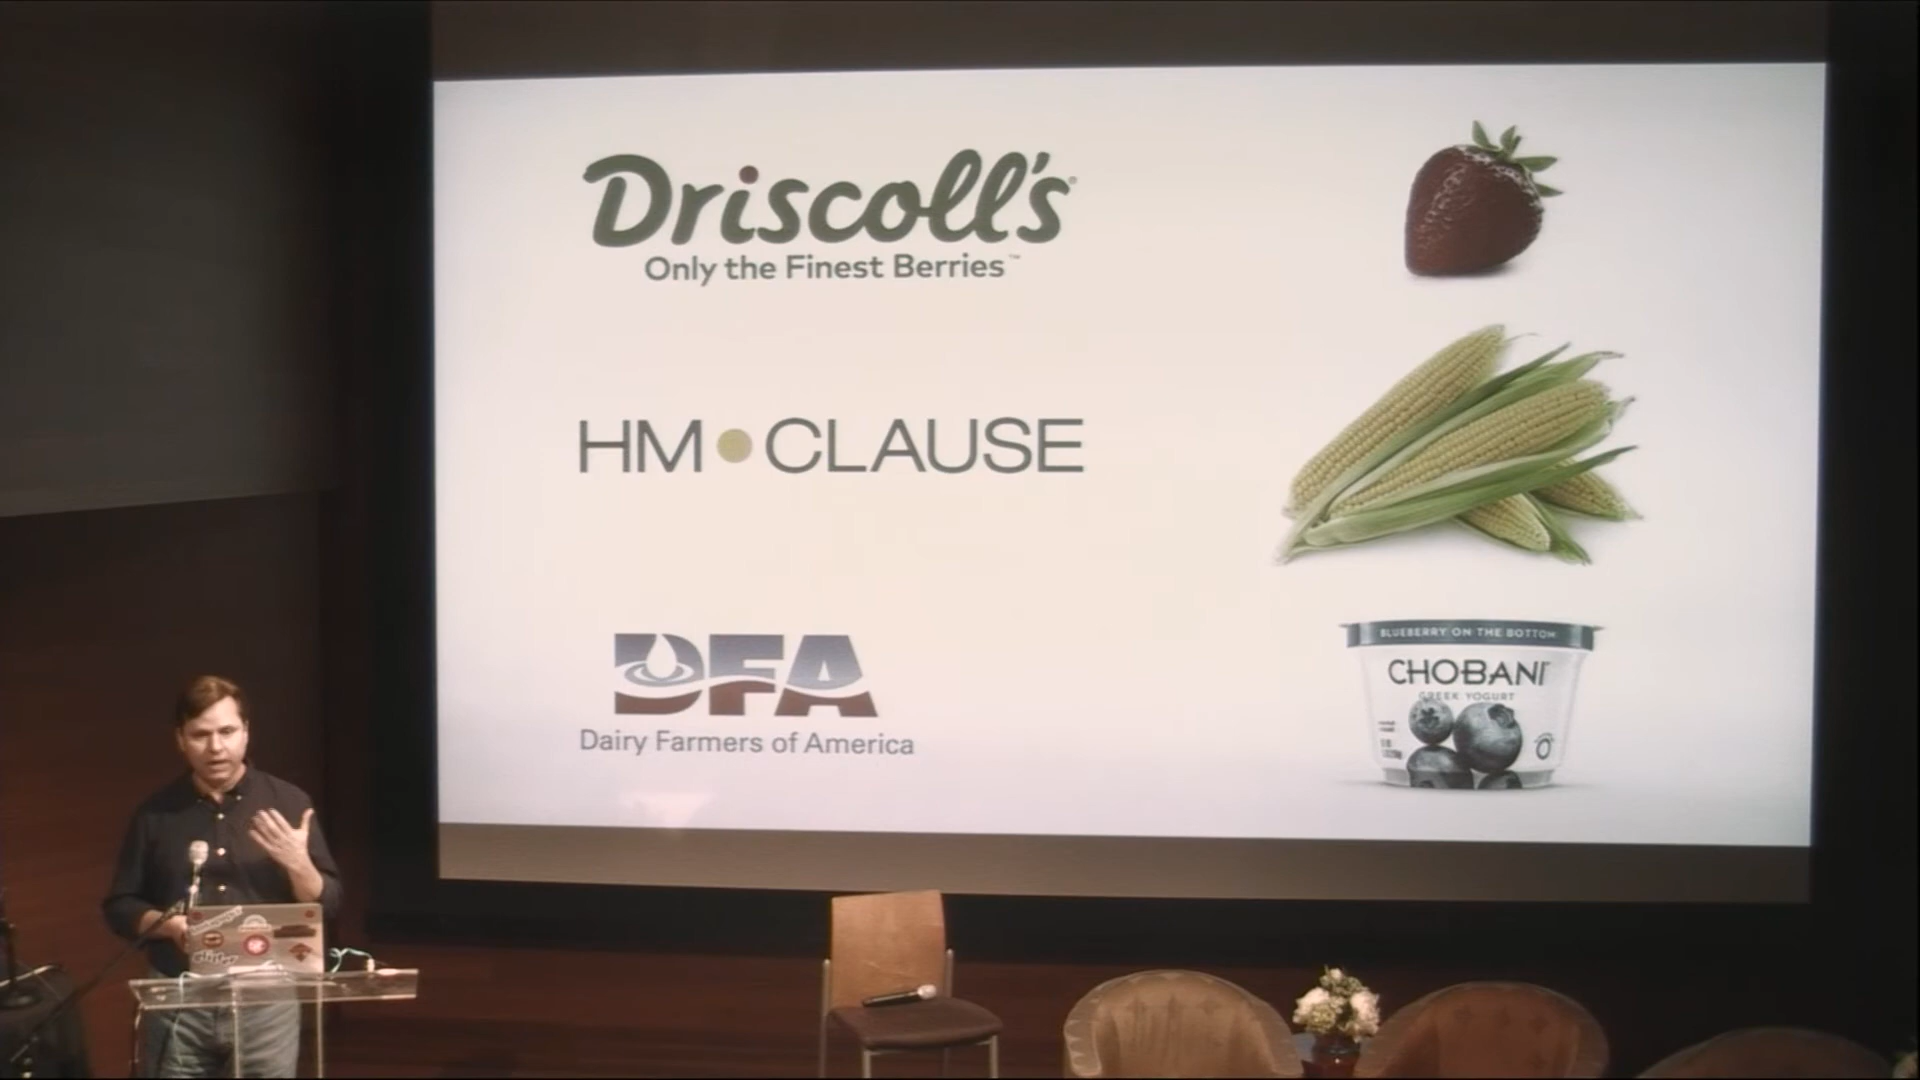 Driscoll's®
Only the Finest Berries™
HM•CLAUSE
DFA
Dairy Farmers of America
BLUEBERRY ON THE BOTTOM
CHOBANI
GREEK YOGURT